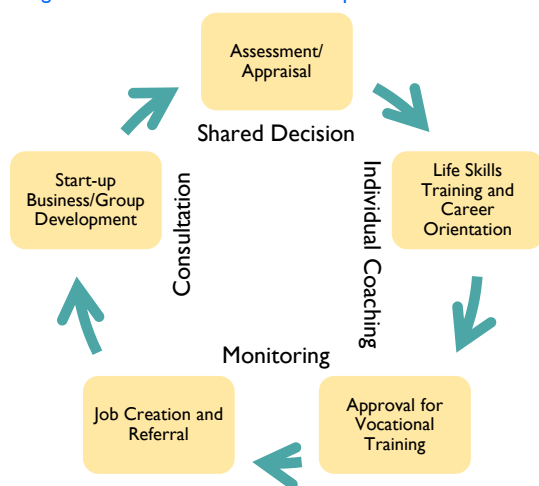 Assessment/
Appraisal
Shared Decision
Individual Coaching
Life Skills
Training and
Career
Orientation
Start-up
Business/Group
Development
Consultation
Monitoring
Job Creation and
Referral
Approval for
Vocational
Training